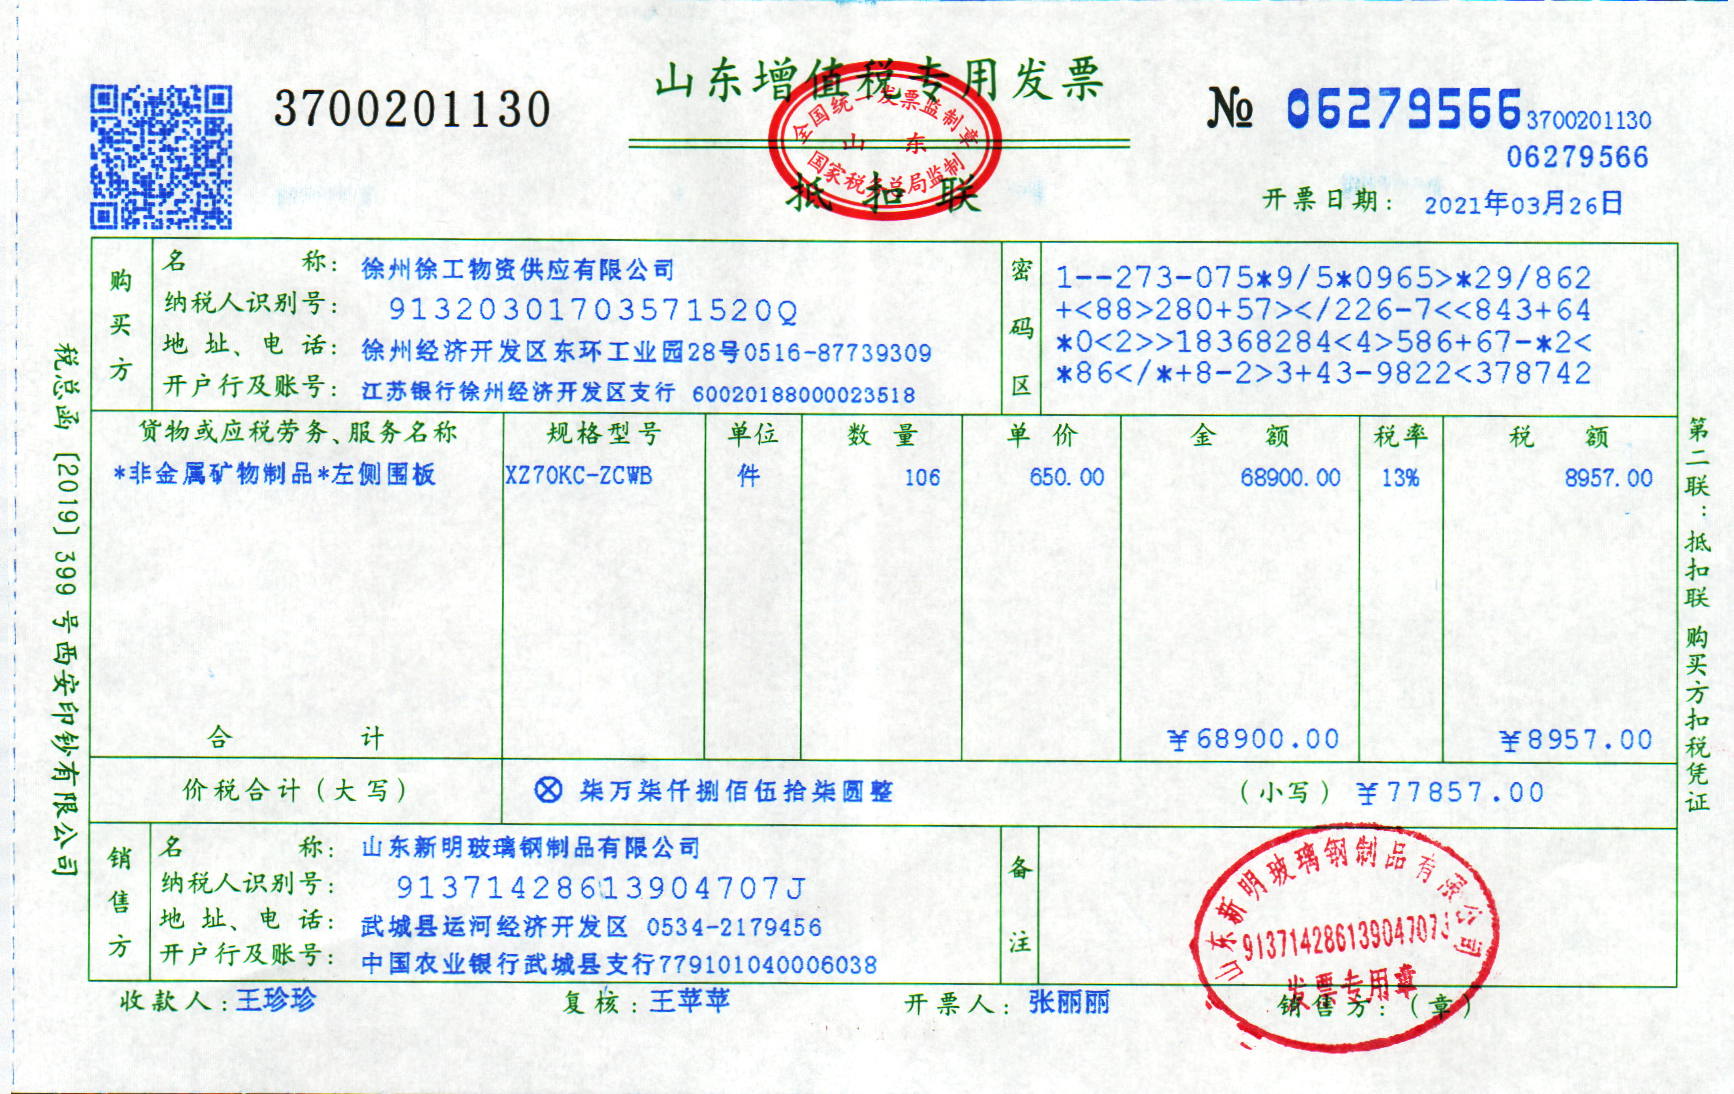 山东增值税专用发票
3700201130
№ 06279566 3700201130
06279566
全国统一发票监制章
山 东
国家税务总局监制
抵扣联
开票日期: 2021年03月26日
购买方
名 称: 徐州徐工物资供应有限公司
纳税人识别号: 91320301703571520Q
地址、电话: 徐州经济开发区东环工业园28号0516-87739309
开户行及账号: 江苏银行徐州经济开发区支行 60020188000023518
密码区
1--273-075*9/5*0965>*29/862
+<88>280+57></226-7<<843+64
*0<2>>18368284<4>586+67-*2<
*86</*+8-2>3+43-9822<378742
货物或应税劳务、服务名称 规格型号 单位 数量 单价 金额 税率 税额
*非金属矿物制品*左侧围板 XZ70KC-ZCWB 件 106 650.00 68900.00 13% 8957.00
合 计 ¥68900.00 ¥8957.00
价税合计(大写) ⊗ 柒万柒仟捌佰伍拾柒圆整 (小写) ¥77857.00
销售方
名 称: 山东新明玻璃钢制品有限公司
纳税人识别号: 91371428613904707J
地址、电话: 武城县运河经济开发区 0534-2179456
开户行及账号: 中国农业银行武城县支行779101040006038
备注
山东新明玻璃钢制品有限公司
91371428613904707J
发票专用章
收款人:王珍珍 复核:王苹苹 开票人:张丽丽 销售方:(章)
税总函〔2019〕399号西安印钞有限公司
第二联:抵扣联 购买方扣税凭证